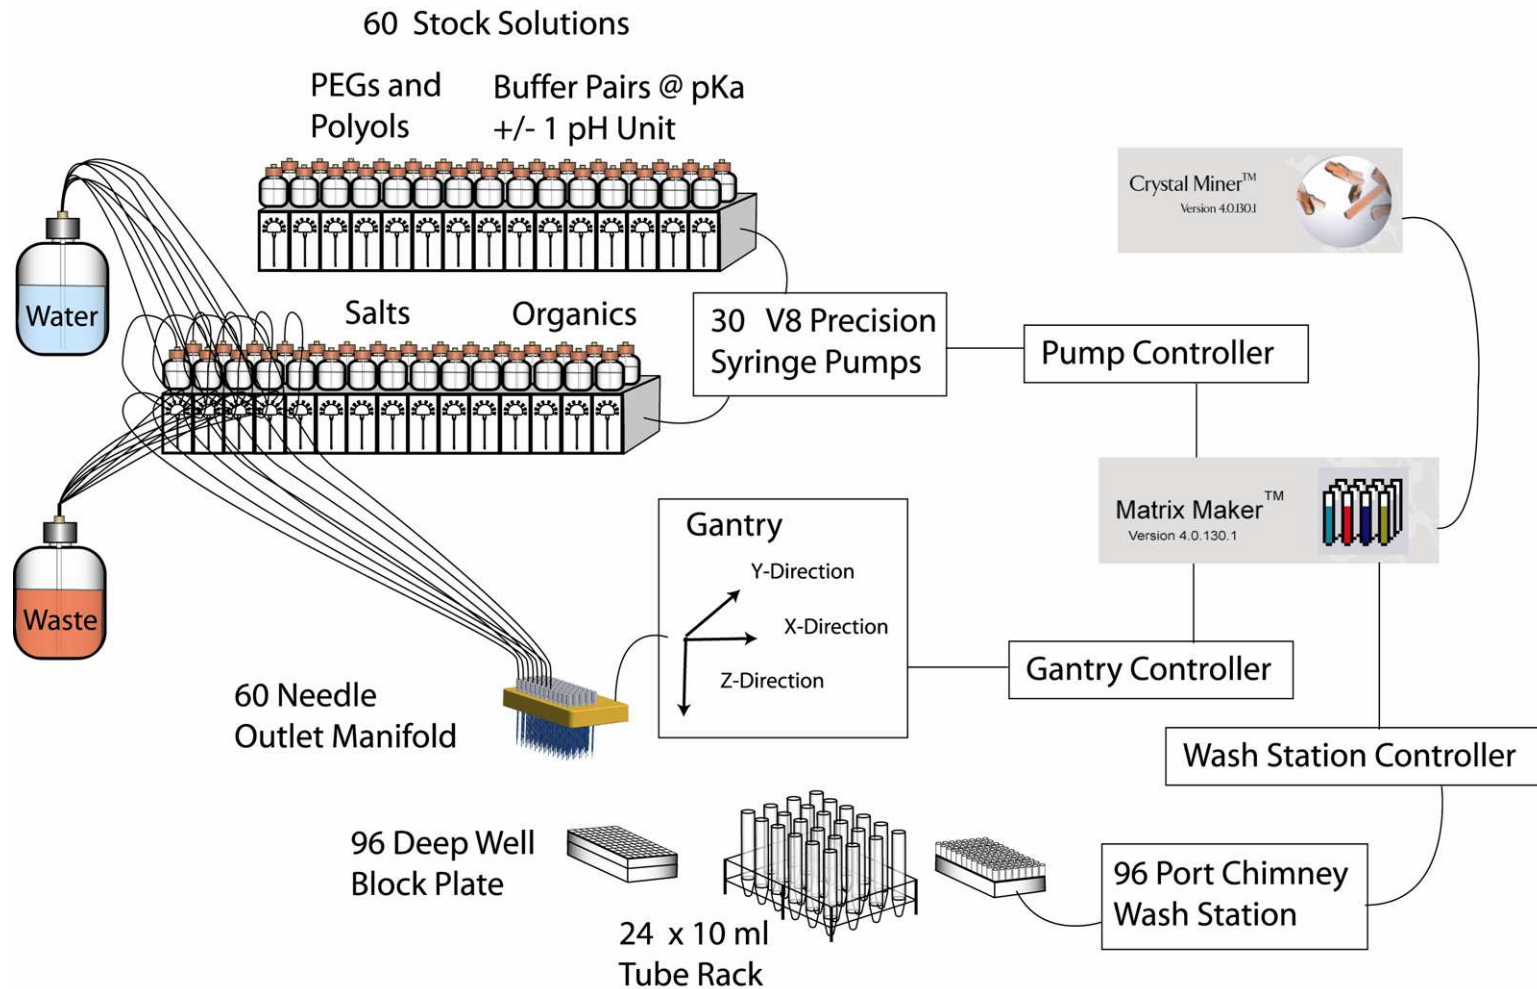 60 Stock Solutions
PEGs and
Polyols
Buffer Pairs @ pKa
+/- 1 pH Unit
Crystal Miner™
Version 4.0.130.1
Water
Salts
Organics
30 V8 Precision
Syringe Pumps
Pump Controller
Matrix Maker™
Version 4.0.130.1
Waste
Gantry
Y-Direction
X-Direction
Z-Direction
Gantry Controller
60 Needle
Outlet Manifold
Wash Station Controller
96 Deep Well
Block Plate
24 x 10 ml
Tube Rack
96 Port Chimney
Wash Station